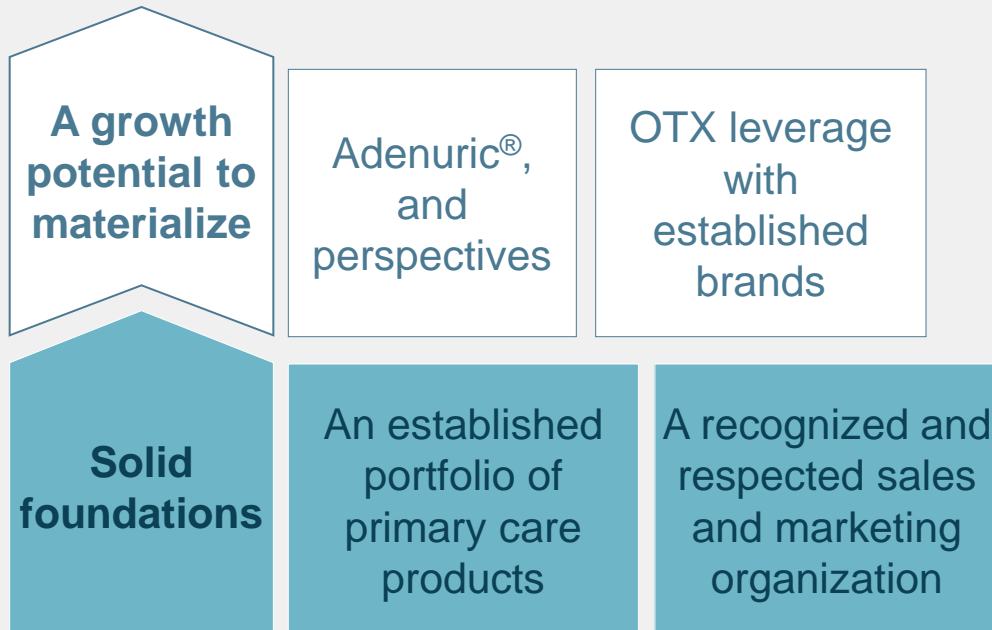 A growth
potential to
materialize
Adenuric®,
and
perspectives
OTX leverage
with
established
brands
Solid
foundations
An established
portfolio of
primary care
products
A recognized and
respected sales
and marketing
organization